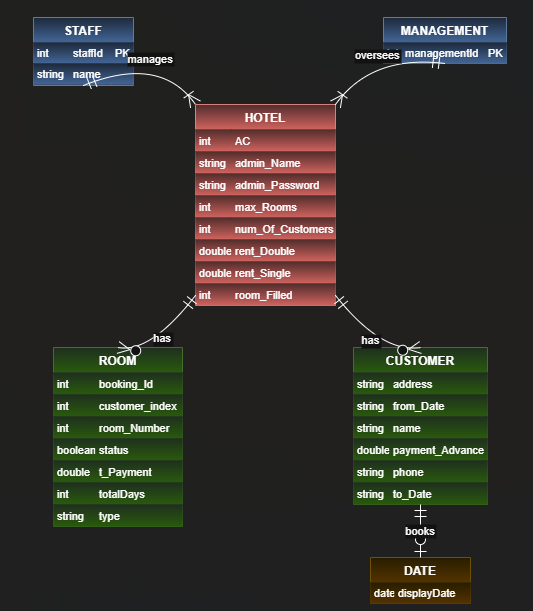 STAFF
int staffId PK
string name
manages
MANAGEMENT
managementId PK
oversees
HOTEL
int AC
string admin_Name
string admin_Password
int max_Rooms
int num_Of_Customers
double rent_Double
double rent_Single
int room_Filled
has
has
ROOM
int booking_Id
int customer_index
int room_Number
boolean status
double t_Payment
int totalDays
string type
CUSTOMER
string address
string from_Date
string name
double payment_Advance
string phone
string to_Date
books
DATE
date displayDate